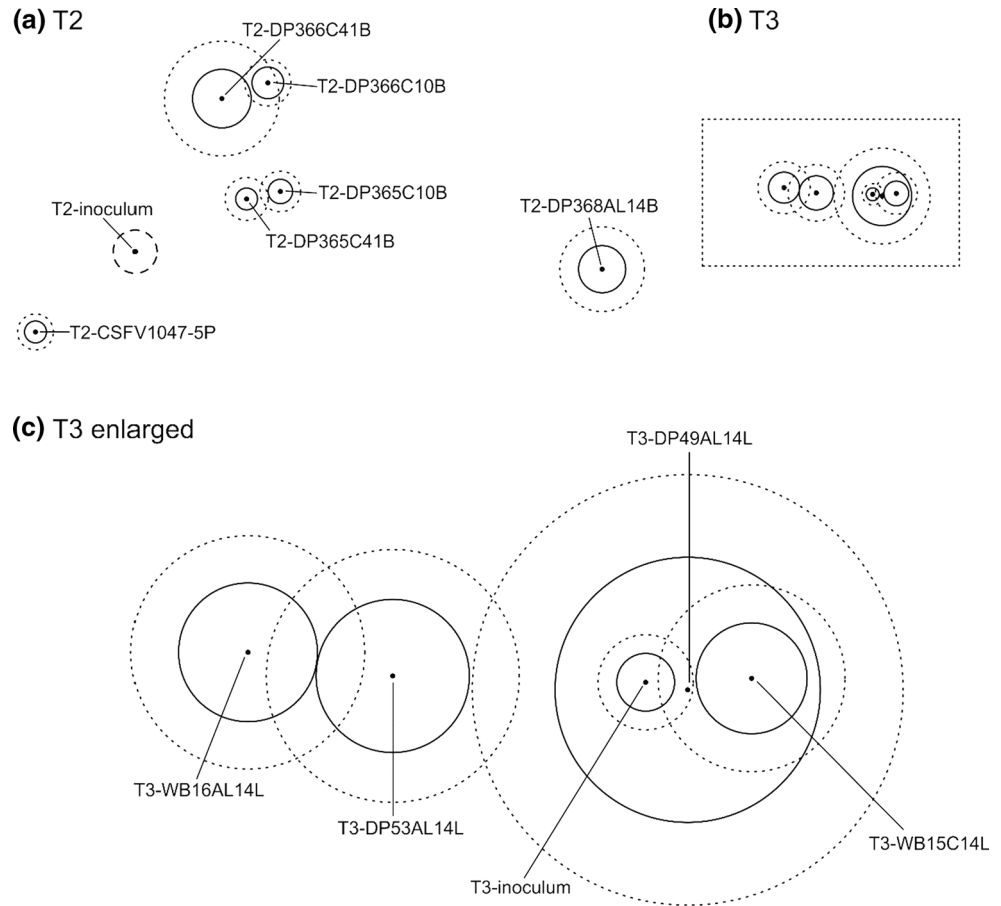 (a) T2
(b) T3
T2-DP366C41B
T2-DP366C10B
T2-DP365C10B
T2-DP365C41B
T2-inoculum
T2-DP368AL14B
T2-CSFV1047-5P
(c) T3 enlarged
T3-DP49AL14L
T3-WB16AL14L
T3-DP53AL14L
T3-WB15C14L
T3-inoculum